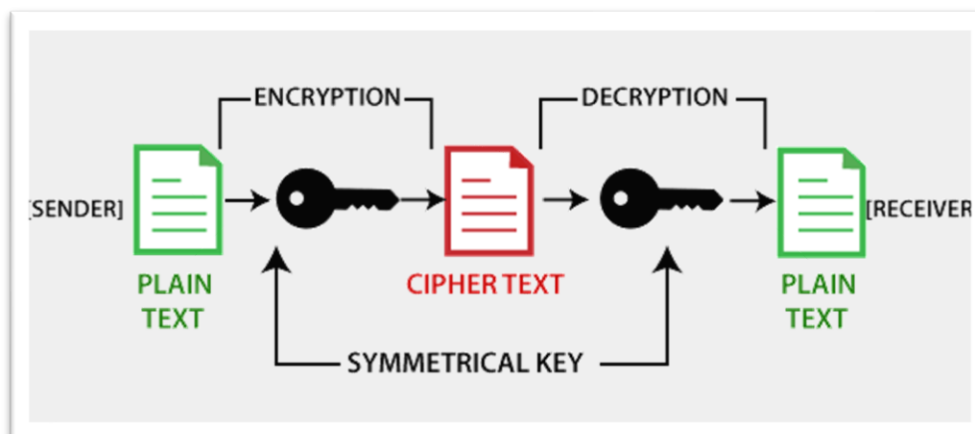 ENCRYPTION
DECRYPTION
[SENDER]
[RECEIVER
PLAIN
TEXT
CIPHER TEXT
PLAIN
TEXT
SYMMETRICAL KEY